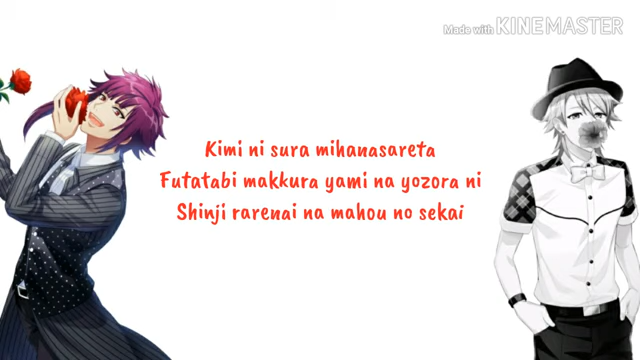 Made with KINEMASTER
Kimi ni sura mihanasareta
Futatabi makkura yami na yozora ni
Shinji rarenai na mahou no sekai